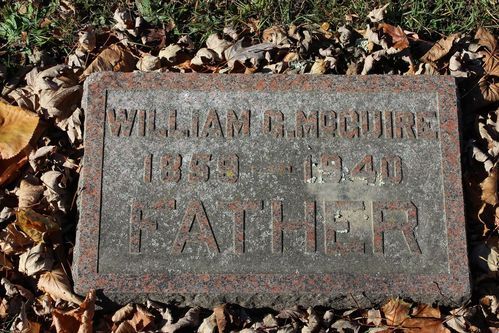 WILLIAM C. McGUIRE
1859 — 1940
FATHER